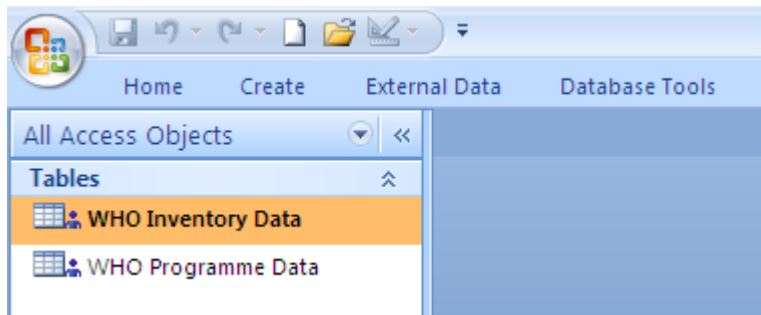 Home Create External Data Database Tools
All Access Objects
Tables
WHO Inventory Data
WHO Programme Data